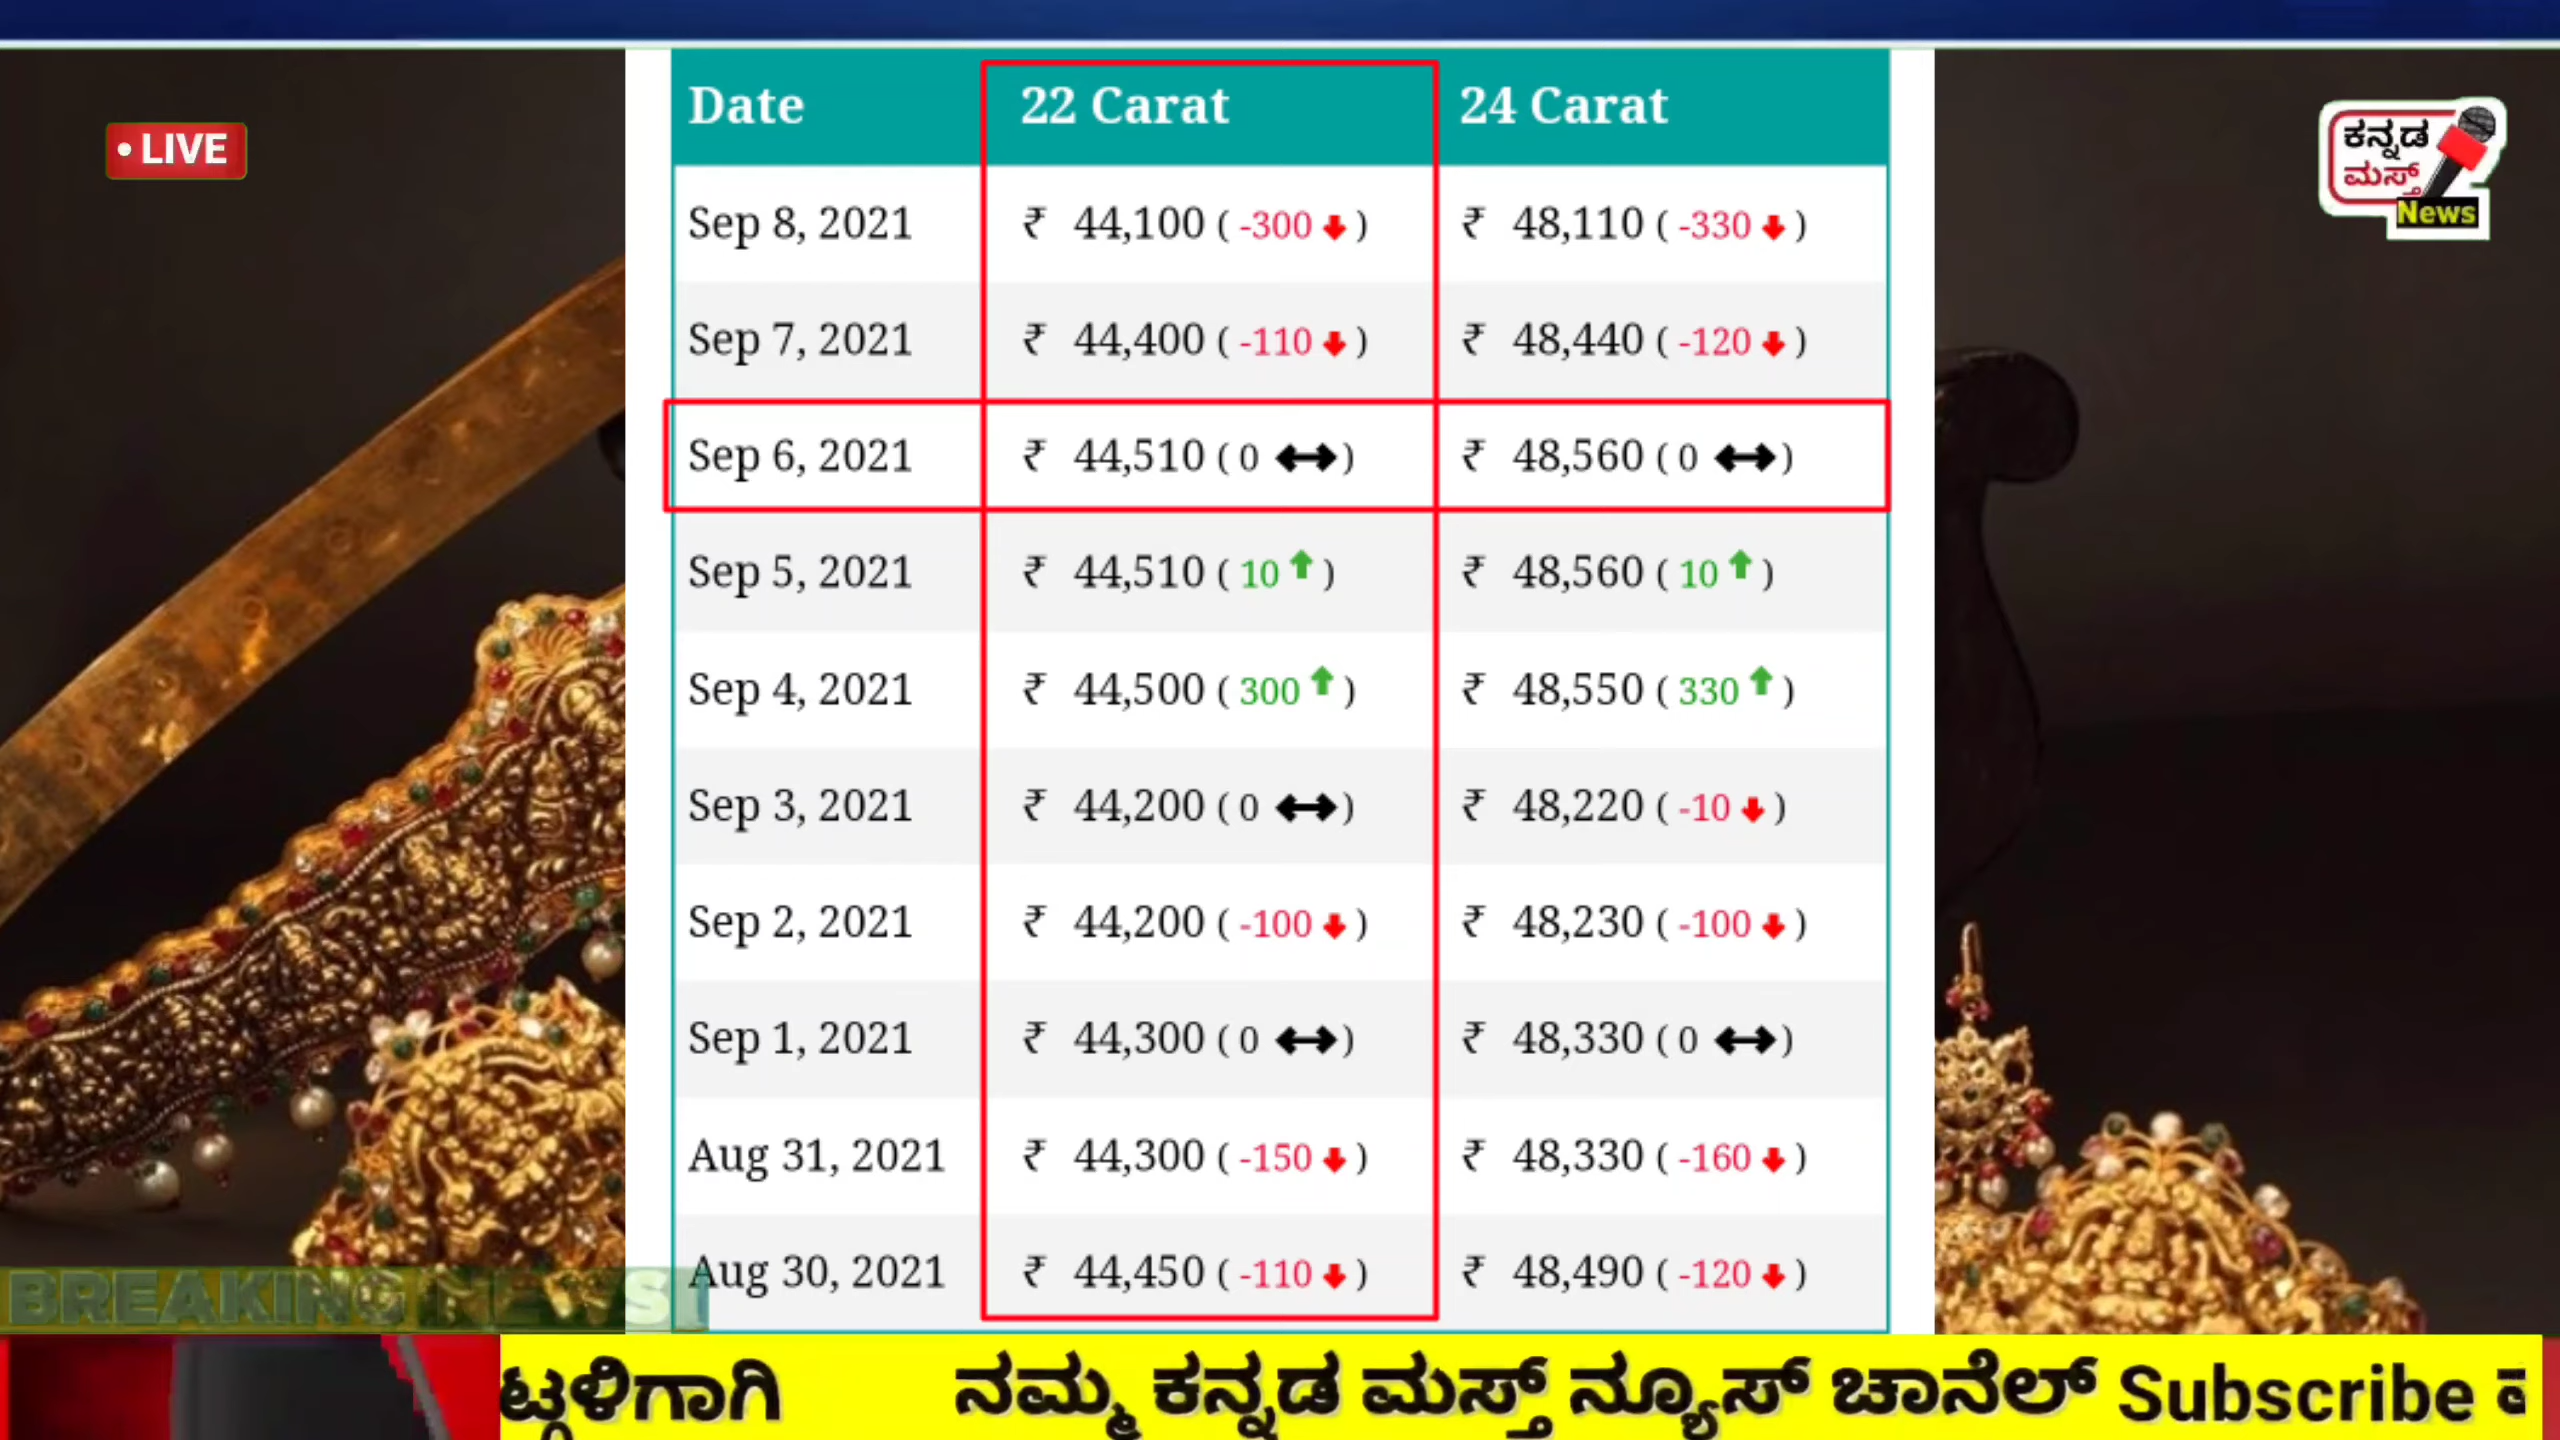 • LIVE
ಕನ್ನಡ
ಮಸ್ತ್
News
Date 22 Carat 24 Carat
Sep 8, 2021 ₹ 44,100 ( -300 ⬇ ) ₹ 48,110 ( -330 ⬇ )
Sep 7, 2021 ₹ 44,400 ( -110 ⬇ ) ₹ 48,440 ( -120 ⬇ )
Sep 6, 2021 ₹ 44,510 ( 0 ↔ ) ₹ 48,560 ( 0 ↔ )
Sep 5, 2021 ₹ 44,510 ( 10 ⬆ ) ₹ 48,560 ( 10 ⬆ )
Sep 4, 2021 ₹ 44,500 ( 300 ⬆ ) ₹ 48,550 ( 330 ⬆ )
Sep 3, 2021 ₹ 44,200 ( 0 ↔ ) ₹ 48,220 ( -10 ⬇ )
Sep 2, 2021 ₹ 44,200 ( -100 ⬇ ) ₹ 48,230 ( -100 ⬇ )
Sep 1, 2021 ₹ 44,300 ( 0 ↔ ) ₹ 48,330 ( 0 ↔ )
Aug 31, 2021 ₹ 44,300 ( -150 ⬇ ) ₹ 48,330 ( -160 ⬇ )
Aug 30, 2021 ₹ 44,450 ( -110 ⬇ ) ₹ 48,490 ( -120 ⬇ )
BREAKING NEWS
ನಮ್ಮ ಕನ್ನಡ ಮಸ್ತ್ ನ್ಯೂಸ್ ಚಾನೆಲ್ Subscribe